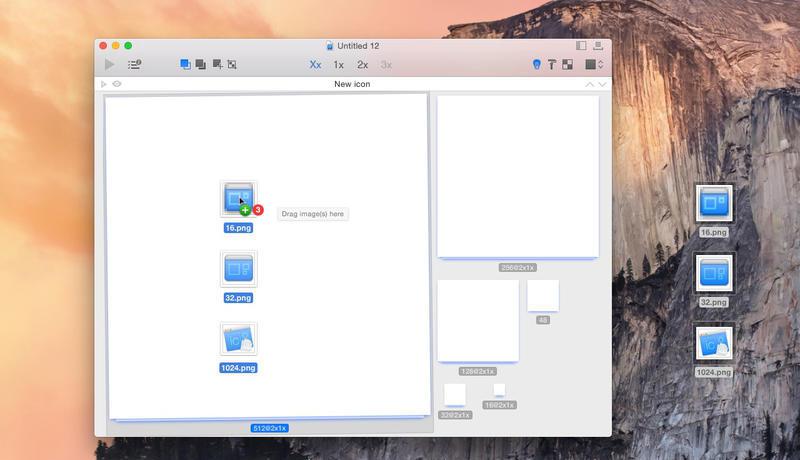 Untitled 12
Xx 1x 2x 3x
New icon
16.png
3
Drag image(s) here
32.png
1024.png
512@2x1x
256@2x1x
48
128@2x1x
32@2x1x
16@2x1x
16.png
32.png
1024.png